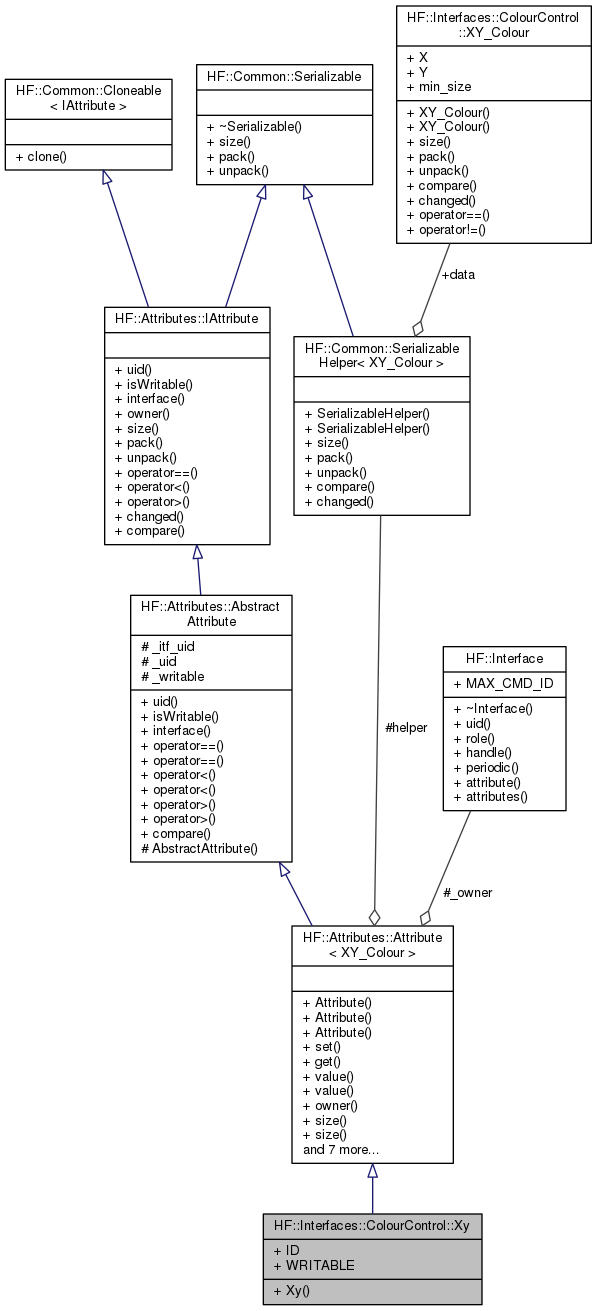 HF::Interfaces::ColourControl
::XY_Colour
+ X
+ Y
+ min_size
+ XY_Colour()
+ XY_Colour()
+ size()
+ pack()
+ unpack()
+ compare()
+ changed()
+ operator==()
+ operator!=()
HF::Common::Serializable
+ ~Serializable()
+ size()
+ pack()
+ unpack()
HF::Common::Cloneable
< IAttribute >
+ clone()
+data
HF::Attributes::IAttribute
+ uid()
+ isWritable()
+ interface()
+ owner()
+ size()
+ pack()
+ unpack()
+ operator==()
+ operator<()
+ operator>()
+ changed()
+ compare()
HF::Common::Serializable
Helper< XY_Colour >
+ SerializableHelper()
+ SerializableHelper()
+ size()
+ pack()
+ unpack()
+ compare()
+ changed()
HF::Attributes::Abstract
Attribute
# _itf_uid
# _uid
# _writable
+ uid()
+ isWritable()
+ interface()
+ operator==()
+ operator==()
+ operator<()
+ operator<()
+ operator>()
+ operator>()
+ compare()
# AbstractAttribute()
HF::Interface
+ MAX_CMD_ID
+ ~Interface()
+ uid()
+ role()
+ handle()
+ periodic()
+ attribute()
+ attributes()
#helper
#_owner
HF::Attributes::Attribute
< XY_Colour >
+ Attribute()
+ Attribute()
+ Attribute()
+ set()
+ get()
+ value()
+ value()
+ owner()
+ size()
+ size()
and 7 more...
HF::Interfaces::ColourControl::Xy
+ ID
+ WRITABLE
+ Xy()